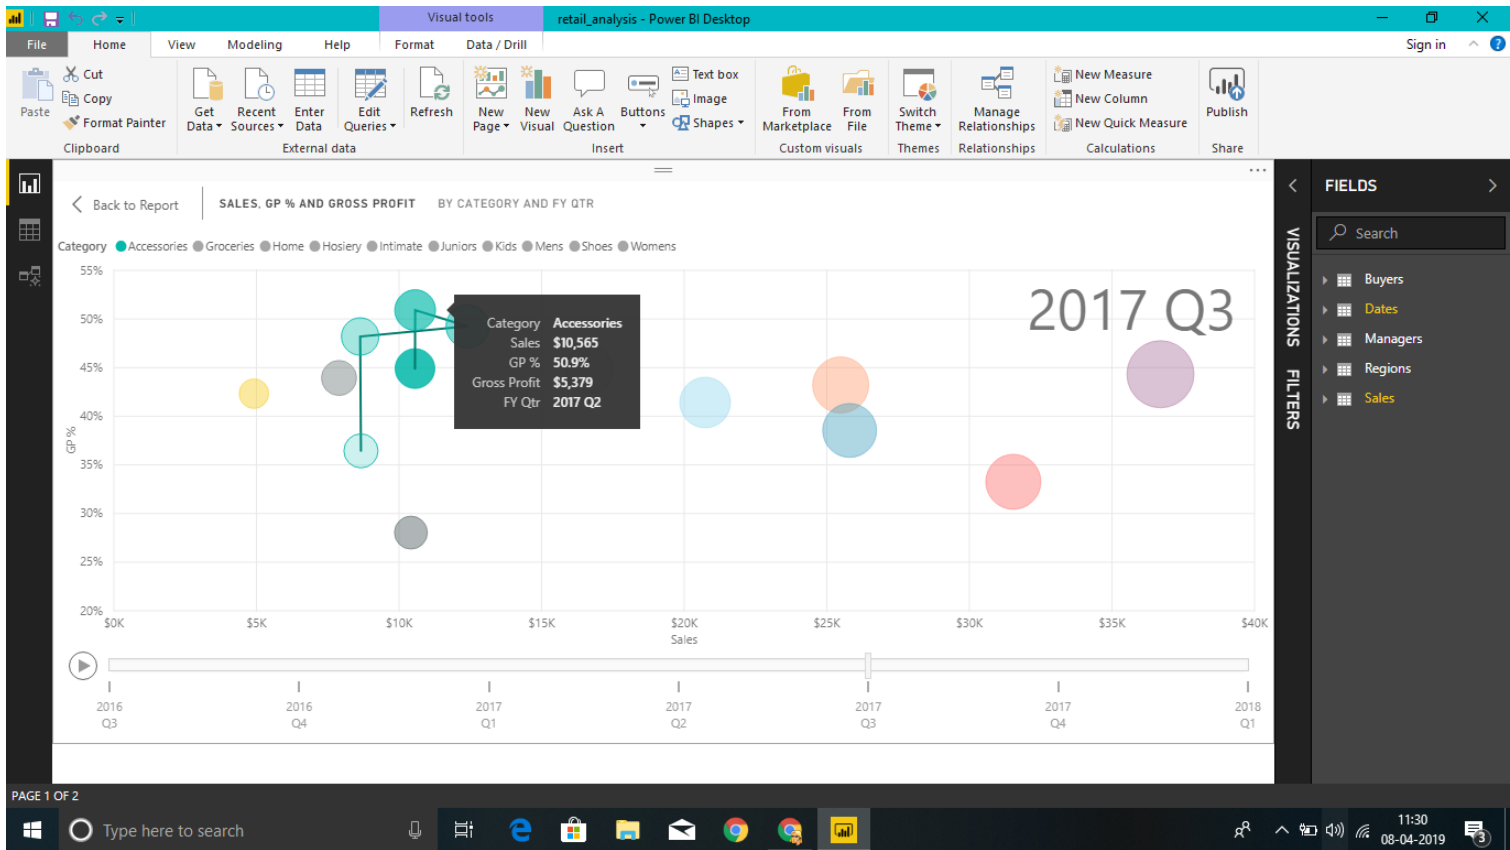 Visual tools
retail_analysis - Power BI Desktop
File Home View Modeling Help Format Data / Drill Sign in ?
Paste
Cut
Copy
Format Painter
Clipboard
Get Data
Recent Sources
Enter Data
Edit Queries
External data
Refresh
New Page
New Visual
Ask A Question
Buttons
Text box
Image
Shapes
Insert
From Marketplace
From File
Custom visuals
Switch Theme
Themes
Manage Relationships
Relationships
New Measure
New Column
New Quick Measure
Calculations
Publish
Share
Back to Report
SALES, GP % AND GROSS PROFIT BY CATEGORY AND FY QTR
Category Accessories Groceries Home Hosiery Intimate Juniors Kids Mens Shoes Womens
2017 Q3
55%
50%
45%
40%
35%
30%
25%
20%
GP %
Category Accessories
Sales $10,565
GP % 50.9%
Gross Profit $5,379
FY Qtr 2017 Q2
$0K $5K $10K $15K $20K $25K $30K $35K $40K
Sales
2016 Q3
2016 Q4
2017 Q1
2017 Q2
2017 Q3
2017 Q4
2018 Q1
VISUALIZATIONS
FILTERS
FIELDS
Search
Buyers
Dates
Managers
Regions
Sales
PAGE 1 OF 2
Type here to search
11:30
08-04-2019
3